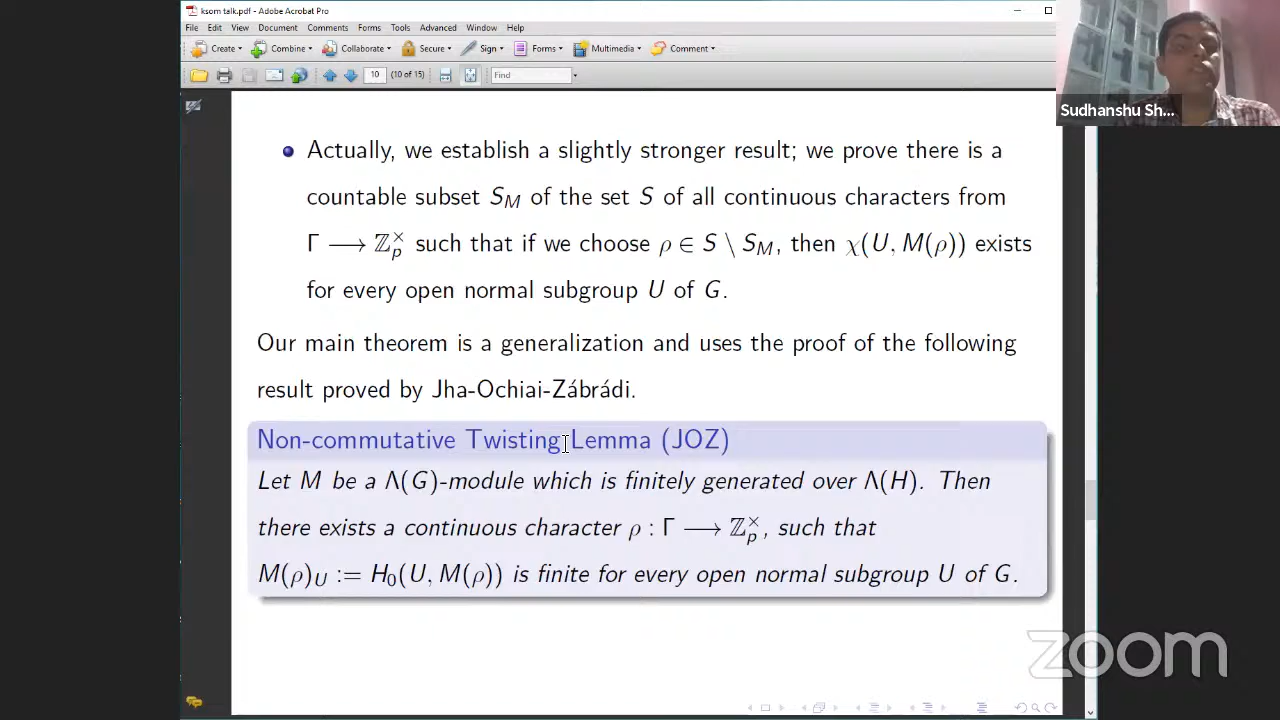 ksom talk.pdf - Adobe Acrobat Pro
File Edit View Document Comments Forms Tools Advanced Window Help
Create Combine Collaborate Secure Sign Forms Multimedia Comment
10 (10 of 15) Find
Sudhanshu Sh...
Actually, we establish a slightly stronger result; we prove there is a
countable subset S_M of the set S of all continuous characters from
Γ ⟶ ℤ_p^× such that if we choose ρ ∈ S \ S_M, then χ(U, M(ρ)) exists
for every open normal subgroup U of G.
Our main theorem is a generalization and uses the proof of the following
result proved by Jha-Ochiai-Zábrádi.
Non-commutative Twisting Lemma (JOZ)
Let M be a Λ(G)-module which is finitely generated over Λ(H). Then
there exists a continuous character ρ : Γ ⟶ ℤ_p^×, such that
M(ρ)_U := H_0(U, M(ρ)) is finite for every open normal subgroup U of G.
zoom